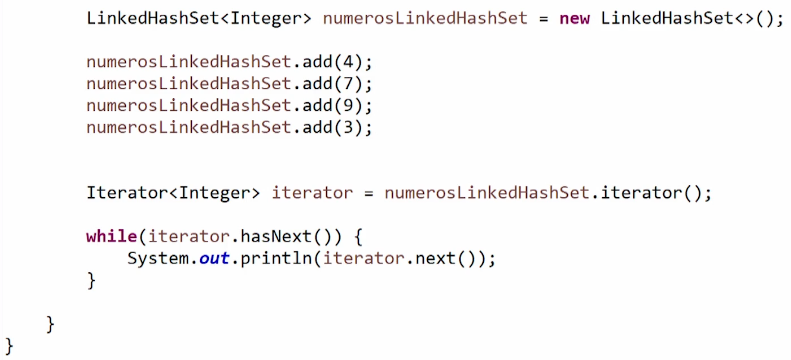 LinkedHashSet<Integer> numerosLinkedHashSet = new LinkedHashSet<>();
numerosLinkedHashSet.add(4);
numerosLinkedHashSet.add(7);
numerosLinkedHashSet.add(9);
numerosLinkedHashSet.add(3);
Iterator<Integer> iterator = numerosLinkedHashSet.iterator();
while(iterator.hasNext()) {
System.out.println(iterator.next());
}
}
}